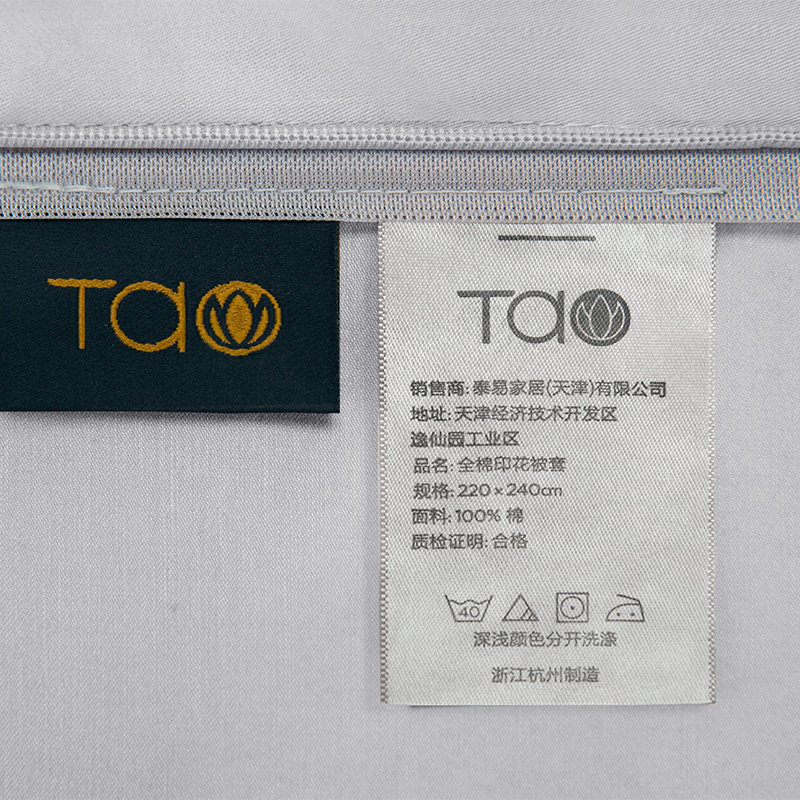 Tao
Tao
销售商: 泰易家居(天津)有限公司
地址: 天津经济技术开发区
逸仙园工业区
品名: 全棉印花被套
规格: 220×240cm
面料: 100% 棉
质检证明: 合格
40
深浅颜色分开洗涤
浙江杭州制造